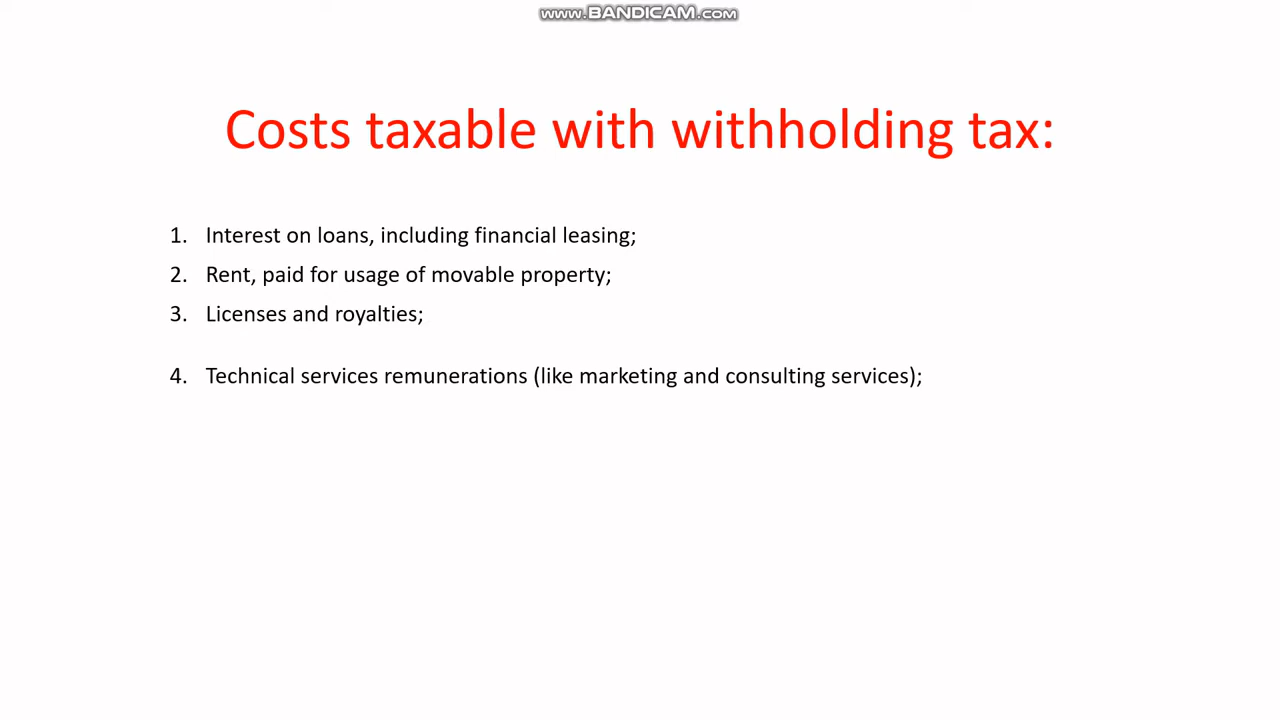 www.BANDICAM.com
Costs taxable with withholding tax:
1. Interest on loans, including financial leasing;
2. Rent, paid for usage of movable property;
3. Licenses and royalties;
4. Technical services remunerations (like marketing and consulting services);